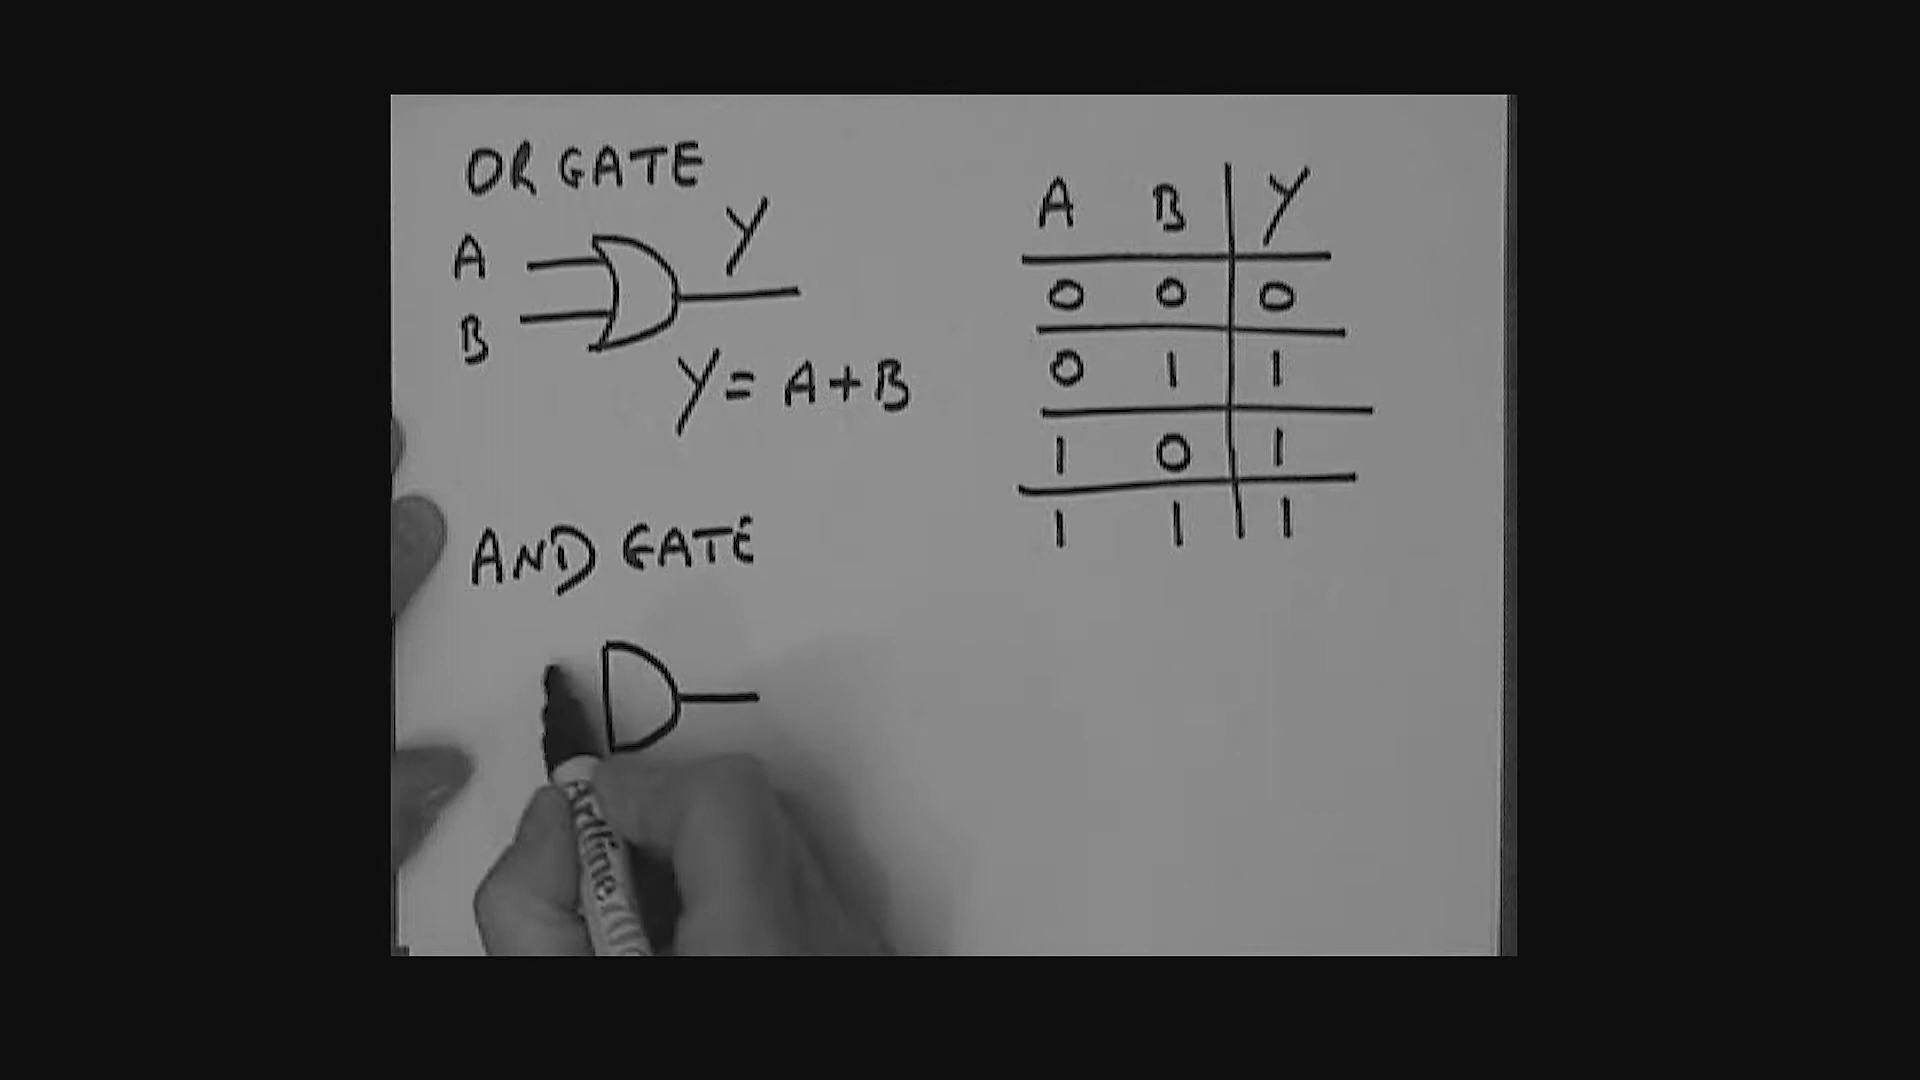 OR GATE
A
B
Y
Y = A + B
A B Y
0 0 0
0 1 1
1 0 1
1 1 1
AND GATE
Artline